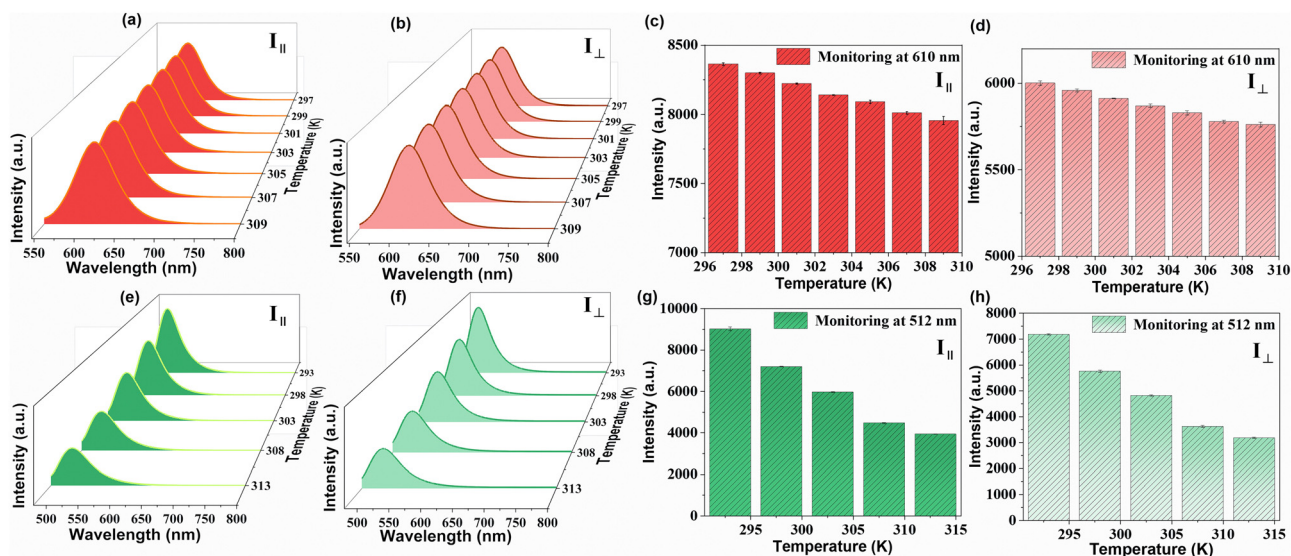 (a)
I∥
Intensity (a.u.)
297
299
301
303
305
307
309
Temperature (K)
550 600 650 700 750 800
Wavelength (nm)
(b)
I⊥
Intensity (a.u.)
297
299
301
303
305
307
309
Temperature (K)
550 600 650 700 750 800
Wavelength (nm)
(c)
Monitoring at 610 nm
I∥
Intensity (a.u.)
8500
8000
7500
7000
296 298 300 302 304 306 308 310
Temperature (K)
(d)
Monitoring at 610 nm
I⊥
Intensity (a.u.)
6000
5500
5000
296 298 300 302 304 306 308 310
Temperature (K)
(e)
I∥
Intensity (a.u.)
293
298
303
308
313
Temperature (K)
500 550 600 650 700 750 800
Wavelength (nm)
(f)
I⊥
Intensity (a.u.)
293
298
303
308
313
Temperature (K)
500 550 600 650 700 750 800
Wavelength (nm)
(g)
Monitoring at 512 nm
I∥
Intensity (a.u.)
10000
8000
6000
4000
2000
0
295 300 305 310 315
Temperature (K)
(h)
Monitoring at 512 nm
I⊥
Intensity (a.u.)
8000
7000
6000
5000
4000
3000
2000
1000
0
295 300 305 310 315
Temperature (K)